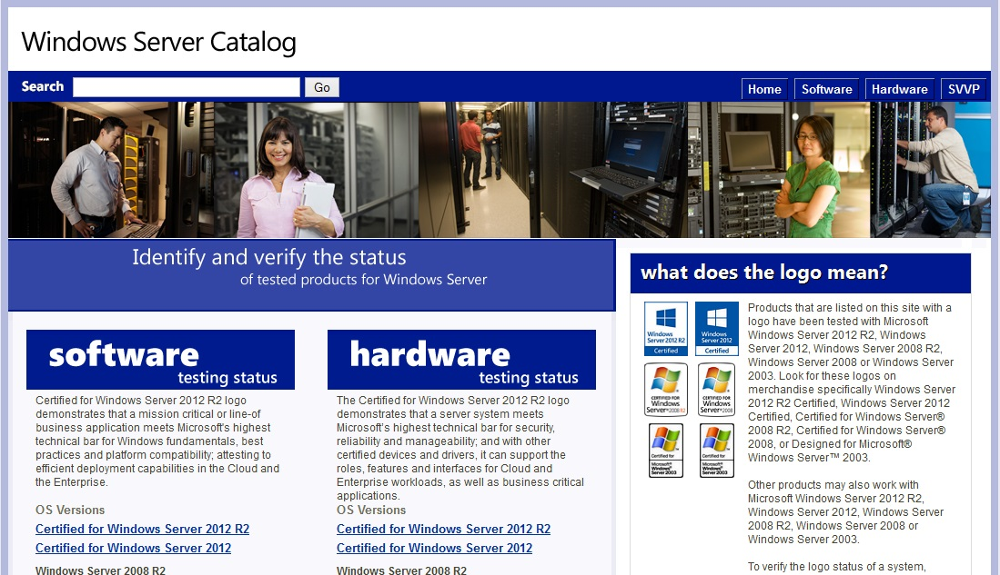 Windows Server Catalog
Search
Go
Home
Software
Hardware
SVVP
Identify and verify the status
of tested products for Windows Server
software
testing status
Certified for Windows Server 2012 R2 logo
demonstrates that a mission critical or line-of
business application meets Microsoft's highest
technical bar for Windows fundamentals, best
practices and platform compatibility; attesting to
efficient deployment capabilities in the Cloud and
the Enterprise.
OS Versions
Certified for Windows Server 2012 R2
Certified for Windows Server 2012
Windows Server 2008 R2
hardware
testing status
The Certified for Windows Server 2012 R2 logo
demonstrates that a server system meets
Microsoft's highest technical bar for security,
reliability and manageability; and with other
certified devices and drivers, it can support the
roles, features and interfaces for Cloud and
Enterprise workloads, as well as business critical
applications.
OS Versions
Certified for Windows Server 2012 R2
Certified for Windows Server 2012
Windows Server 2008 R2
what does the logo mean?
Windows
Server 2012 R2
Certified
Windows
Server 2012
Certified
CERTIFIED FOR
Windows
Server 2008 R2
CERTIFIED FOR
Windows
Server 2008
Certified for
Microsoft
Windows
Server 2003
Certified for
Microsoft
Windows
Server 2003
Products that are listed on this site with a
logo have been tested with Microsoft
Windows Server 2012 R2, Windows
Server 2012, Windows Server 2008 R2,
Windows Server 2008 or Windows Server
2003. Look for these logos on
merchandise specifically Windows Server
2012 R2 Certified, Windows Server 2012
Certified, Certified for Windows Server®
2008 R2, Certified for Windows Server®
2008, or Designed for Microsoft®
Windows Server™ 2003.
Other products may also work with
Microsoft Windows Server 2012 R2,
Windows Server 2012, Windows Server
2008 R2, Windows Server 2008 or
Windows Server 2003.
To verify the logo status of a system,